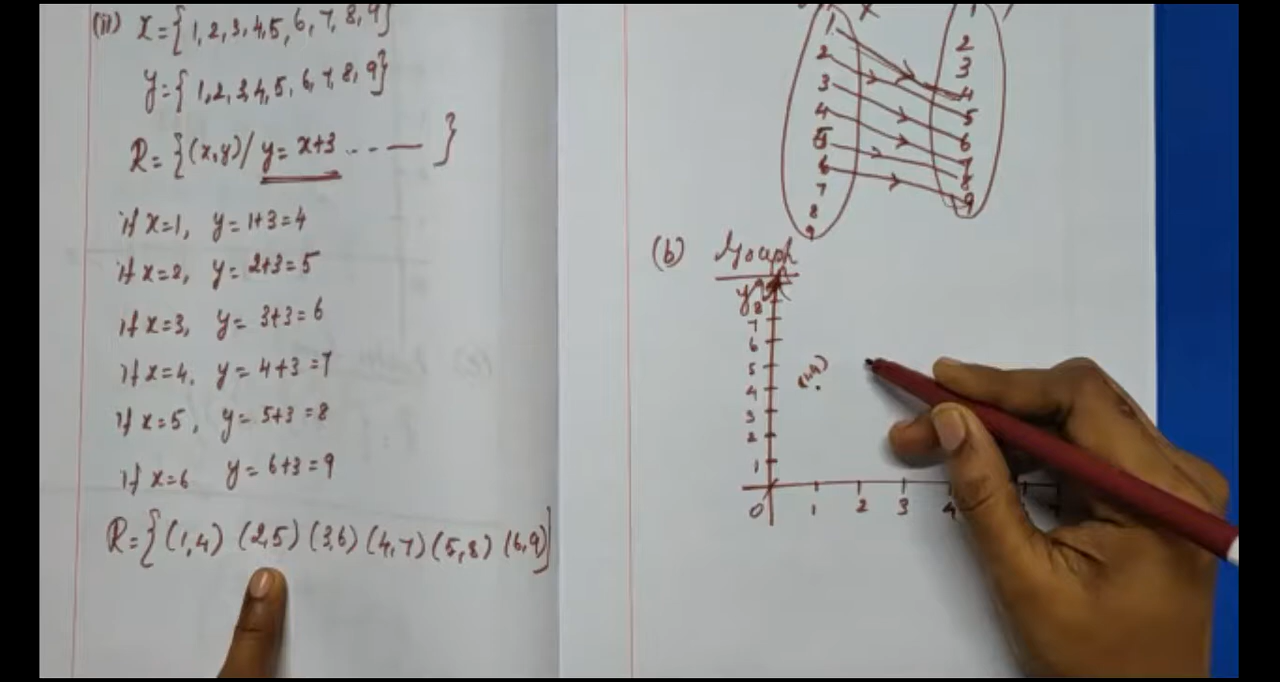 (ii) X={1,2,3,4,5,6,7,8,9}
y={1,2,3,4,5,6,7,8,9}
R={(x,y)/ y=x+3 ---- }
if x=1, y=1+3=4
if x=2, y=2+3=5
if x=3, y=3+3=6
if x=4, y=4+3=7
if x=5, y=5+3=8
if x=6 y=6+3=9
R={(1,4) (2,5) (3,6) (4,7) (5,8) (6,9)}
X
1
2
3
4
5
6
7
8
9
1
2
3
4
5
6
7
8
9
(b) Graph
y
9
8
7
6
5
4
3
2
1
(1,4)
0 1 2 3 4